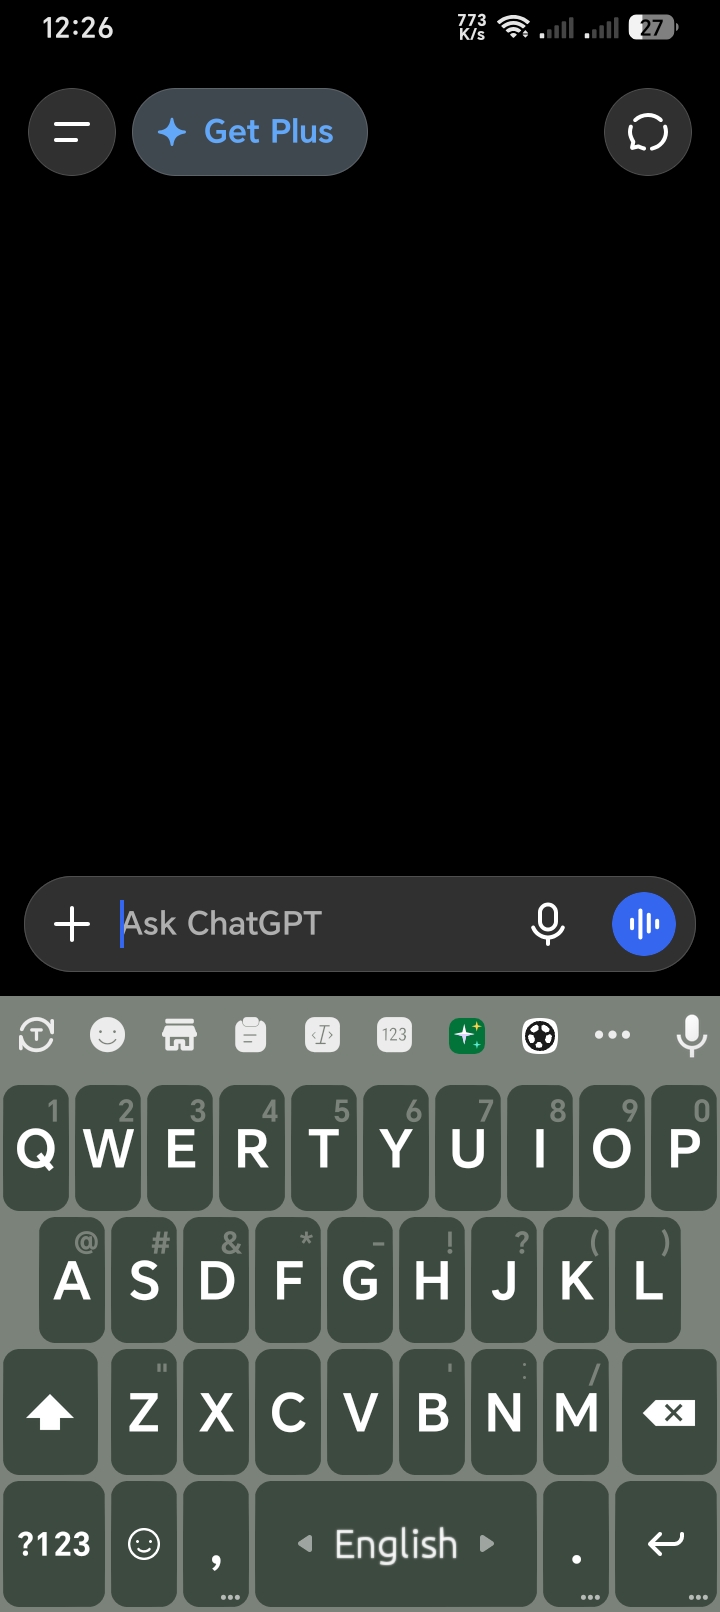 12:26
773
K/s
27
Get Plus
Ask ChatGPT
T
I
123
1 2 3 4 5 6 7 8 9 0
Q W E R T Y U I O P
@ # & * - ! ? ( )
A S D F G H J K L
" ' : /
Z X C V B N M
?123 , English .